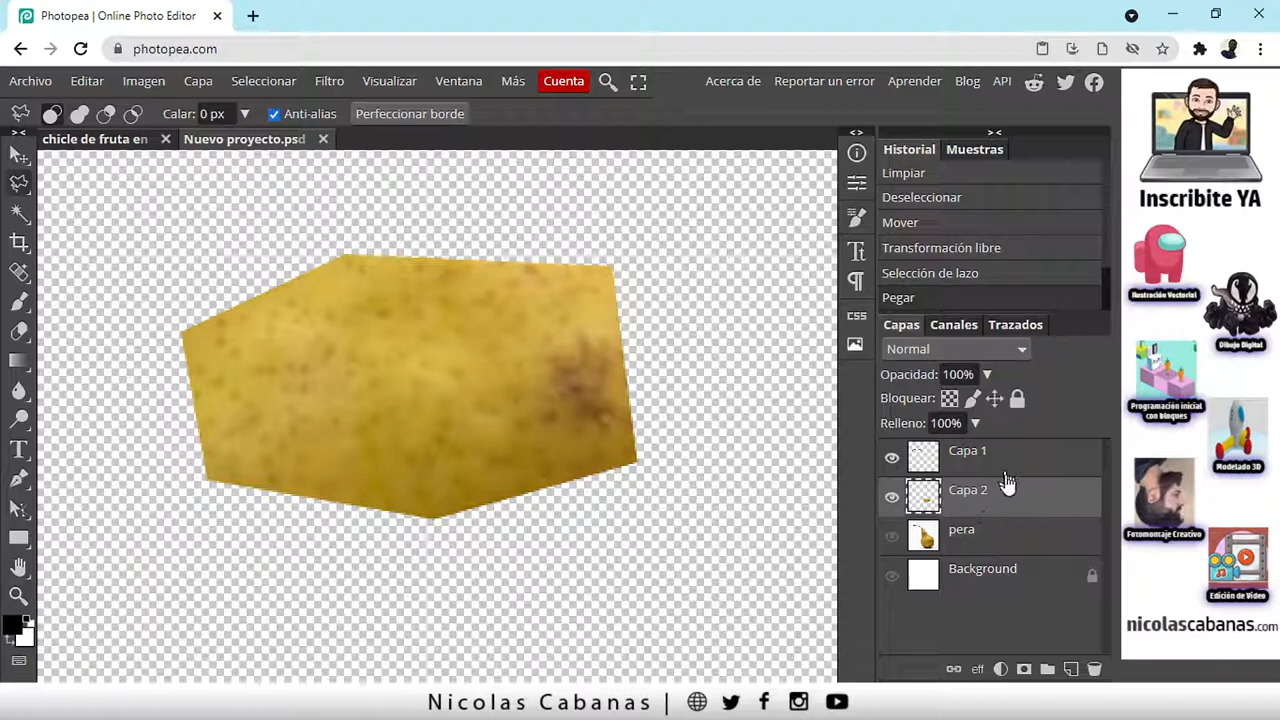 Photopea | Online Photo Editor
photopea.com
Archivo Editar Imagen Capa Seleccionar Filtro Visualizar Ventana Más Cuenta Acerca de Reportar un error Aprender Blog API
Calar: 0 px Anti-alias Perfeccionar borde
chicle de fruta en Nuevo proyecto.psd
Historial Muestras
Limpiar
Deseleccionar
Mover
Transformación libre
Selección de lazo
Pegar
CSS
Capas Canales Trazados
Normal
Opacidad: 100%
Bloquear:
Relleno: 100%
Capa 1
Capa 2
pera
Background
eff
Inscribite YA
Ilustración Vectorial
Dibujo Digital
Programación inicial
con bloques
Modelado 3D
Fotomontaje Creativo
Edición de Video
nicolascabanas.com
Nicolas Cabanas |